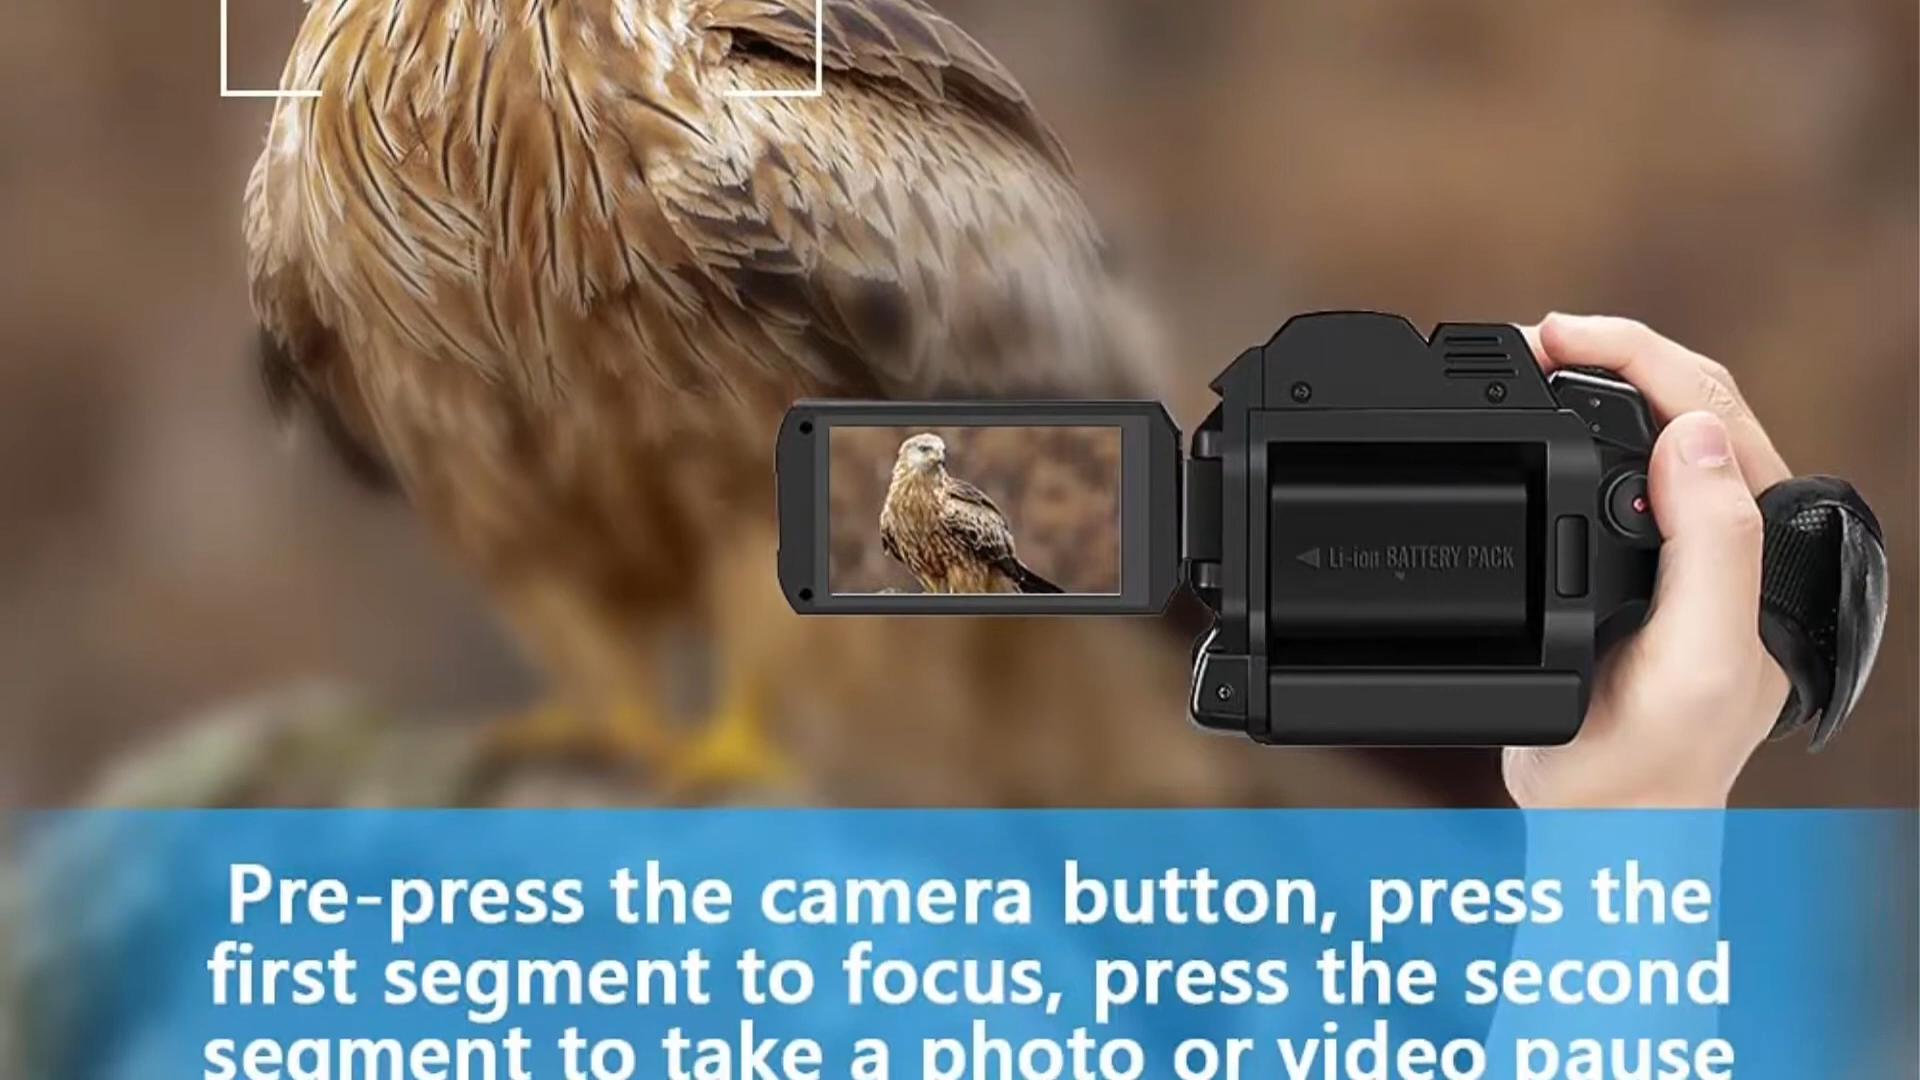 Li-ion BATTERY PACK
Pre-press the camera button, press the
first segment to focus, press the second
segment to take a photo or video pause